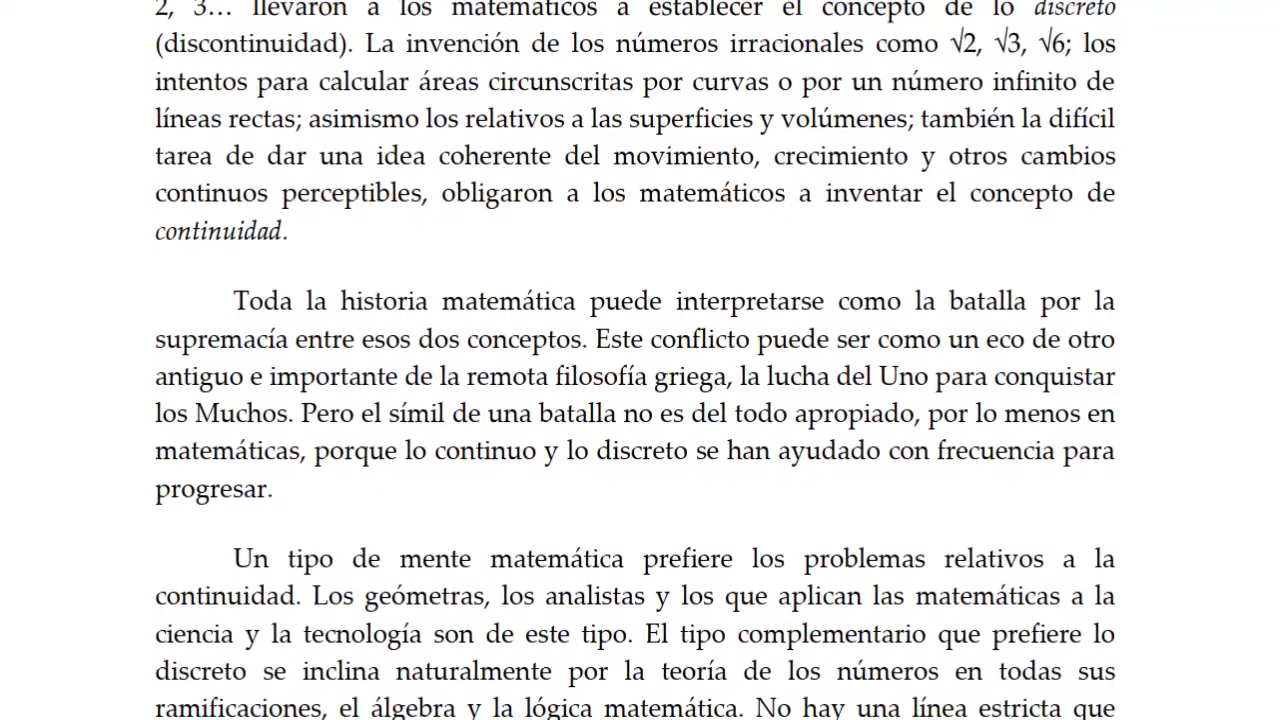 2, 3… llevaron a los matemáticos a establecer el concepto de lo discreto
(discontinuidad). La invención de los números irracionales como √2, √3, √6; los
intentos para calcular áreas circunscritas por curvas o por un número infinito de
líneas rectas; asimismo los relativos a las superficies y volúmenes; también la difícil
tarea de dar una idea coherente del movimiento, crecimiento y otros cambios
continuos perceptibles, obligaron a los matemáticos a inventar el concepto de
continuidad.
Toda la historia matemática puede interpretarse como la batalla por la
supremacía entre esos dos conceptos. Este conflicto puede ser como un eco de otro
antiguo e importante de la remota filosofía griega, la lucha del Uno para conquistar
los Muchos. Pero el símil de una batalla no es del todo apropiado, por lo menos en
matemáticas, porque lo continuo y lo discreto se han ayudado con frecuencia para
progresar.
Un tipo de mente matemática prefiere los problemas relativos a la
continuidad. Los geómetras, los analistas y los que aplican las matemáticas a la
ciencia y la tecnología son de este tipo. El tipo complementario que prefiere lo
discreto se inclina naturalmente por la teoría de los números en todas sus
ramificaciones, el álgebra y la lógica matemática. No hay una línea estricta que